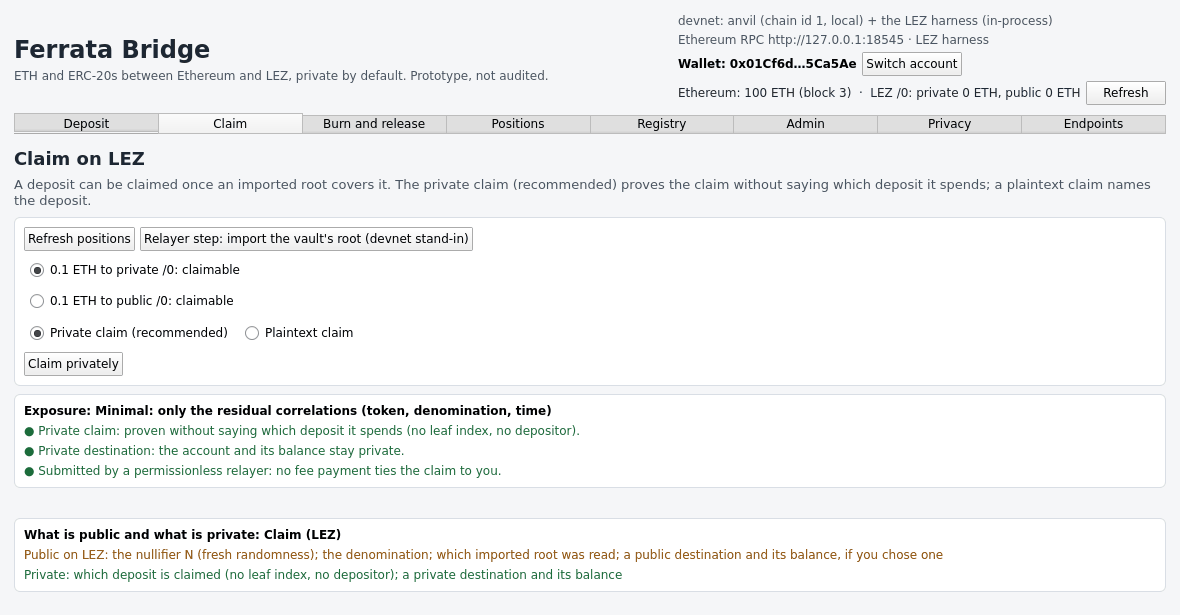 Ferrata Bridge
ETH and ERC-20s between Ethereum and LEZ, private by default. Prototype, not audited.
devnet: anvil (chain id 1, local) + the LEZ harness (in-process)
Ethereum RPC http://127.0.0.1:18545 · LEZ harness
Wallet: 0x01Cf6d…5Ca5Ae Switch account
Ethereum: 100 ETH (block 3) · LEZ /0: private 0 ETH, public 0 ETH Refresh
Deposit Claim Burn and release Positions Registry Admin Privacy Endpoints
Claim on LEZ
A deposit can be claimed once an imported root covers it. The private claim (recommended) proves the claim without saying which deposit it spends; a plaintext claim names
the deposit.
Refresh positions Relayer step: import the vault's root (devnet stand-in)
0.1 ETH to private /0: claimable
0.1 ETH to public /0: claimable
Private claim (recommended) Plaintext claim
Claim privately
Exposure: Minimal: only the residual correlations (token, denomination, time)
● Private claim: proven without saying which deposit it spends (no leaf index, no depositor).
● Private destination: the account and its balance stay private.
● Submitted by a permissionless relayer: no fee payment ties the claim to you.
What is public and what is private: Claim (LEZ)
Public on LEZ: the nullifier N (fresh randomness); the denomination; which imported root was read; a public destination and its balance, if you chose one
Private: which deposit is claimed (no leaf index, no depositor); a private destination and its balance